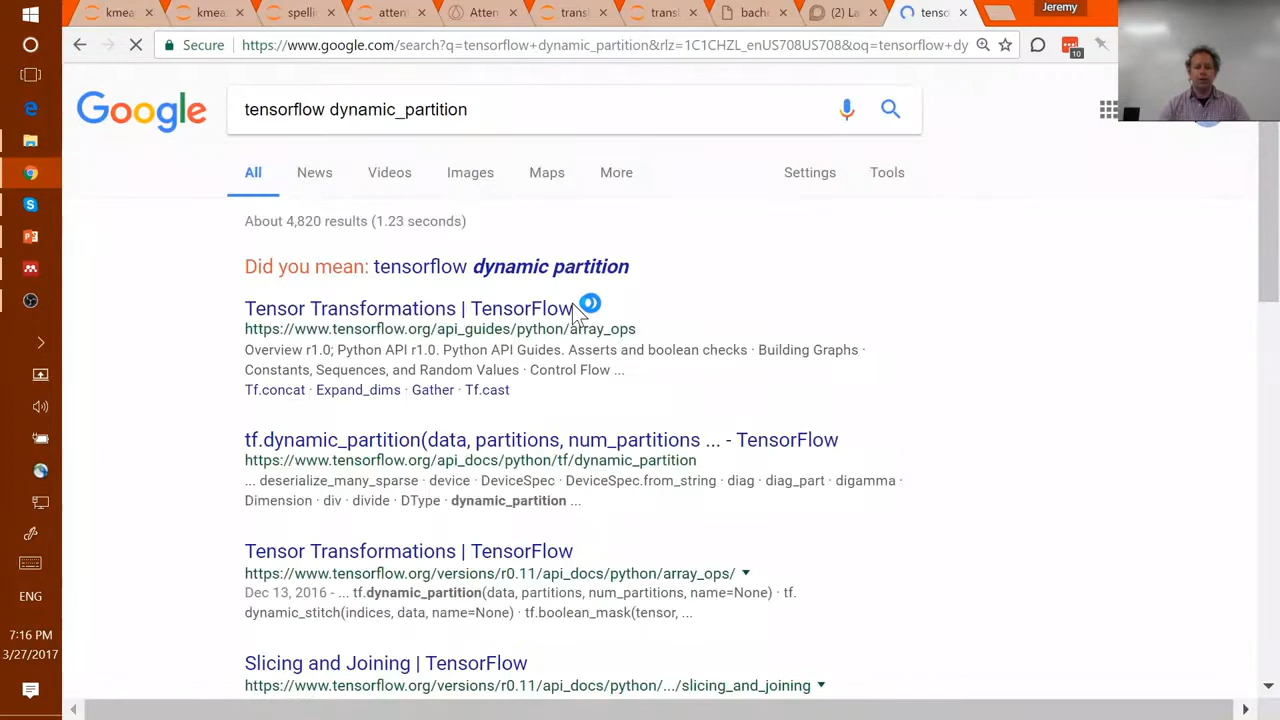 kmea
kmea
spellin
atten
Atten
transl
transl
bache
(2) La
tenso
Jeremy
Secure
https://www.google.com/search?q=tensorflow+dynamic_partition&rlz=1C1CHZL_enUS708US708&oq=tensorflow+dy
10
Google
tensorflow dynamic_partition
All News Videos Images Maps More Settings Tools
About 4,820 results (1.23 seconds)
Did you mean: tensorflow dynamic partition
Tensor Transformations | TensorFlow
https://www.tensorflow.org/api_guides/python/array_ops
Overview r1.0; Python API r1.0. Python API Guides. Asserts and boolean checks · Building Graphs ·
Constants, Sequences, and Random Values · Control Flow ...
Tf.concat · Expand_dims · Gather · Tf.cast
tf.dynamic_partition(data, partitions, num_partitions ... - TensorFlow
https://www.tensorflow.org/api_docs/python/tf/dynamic_partition
... deserialize_many_sparse · device · DeviceSpec · DeviceSpec.from_string · diag · diag_part · digamma ·
Dimension · div · divide · DType · dynamic_partition ...
Tensor Transformations | TensorFlow
https://www.tensorflow.org/versions/r0.11/api_docs/python/array_ops/
Dec 13, 2016 - ... tf.dynamic_partition(data, partitions, num_partitions, name=None) · tf.
dynamic_stitch(indices, data, name=None) · tf.boolean_mask(tensor, ...
Slicing and Joining | TensorFlow
https://www.tensorflow.org/versions/r0.11/api_docs/python/.../slicing_and_joining
ENG
7:16 PM
3/27/2017